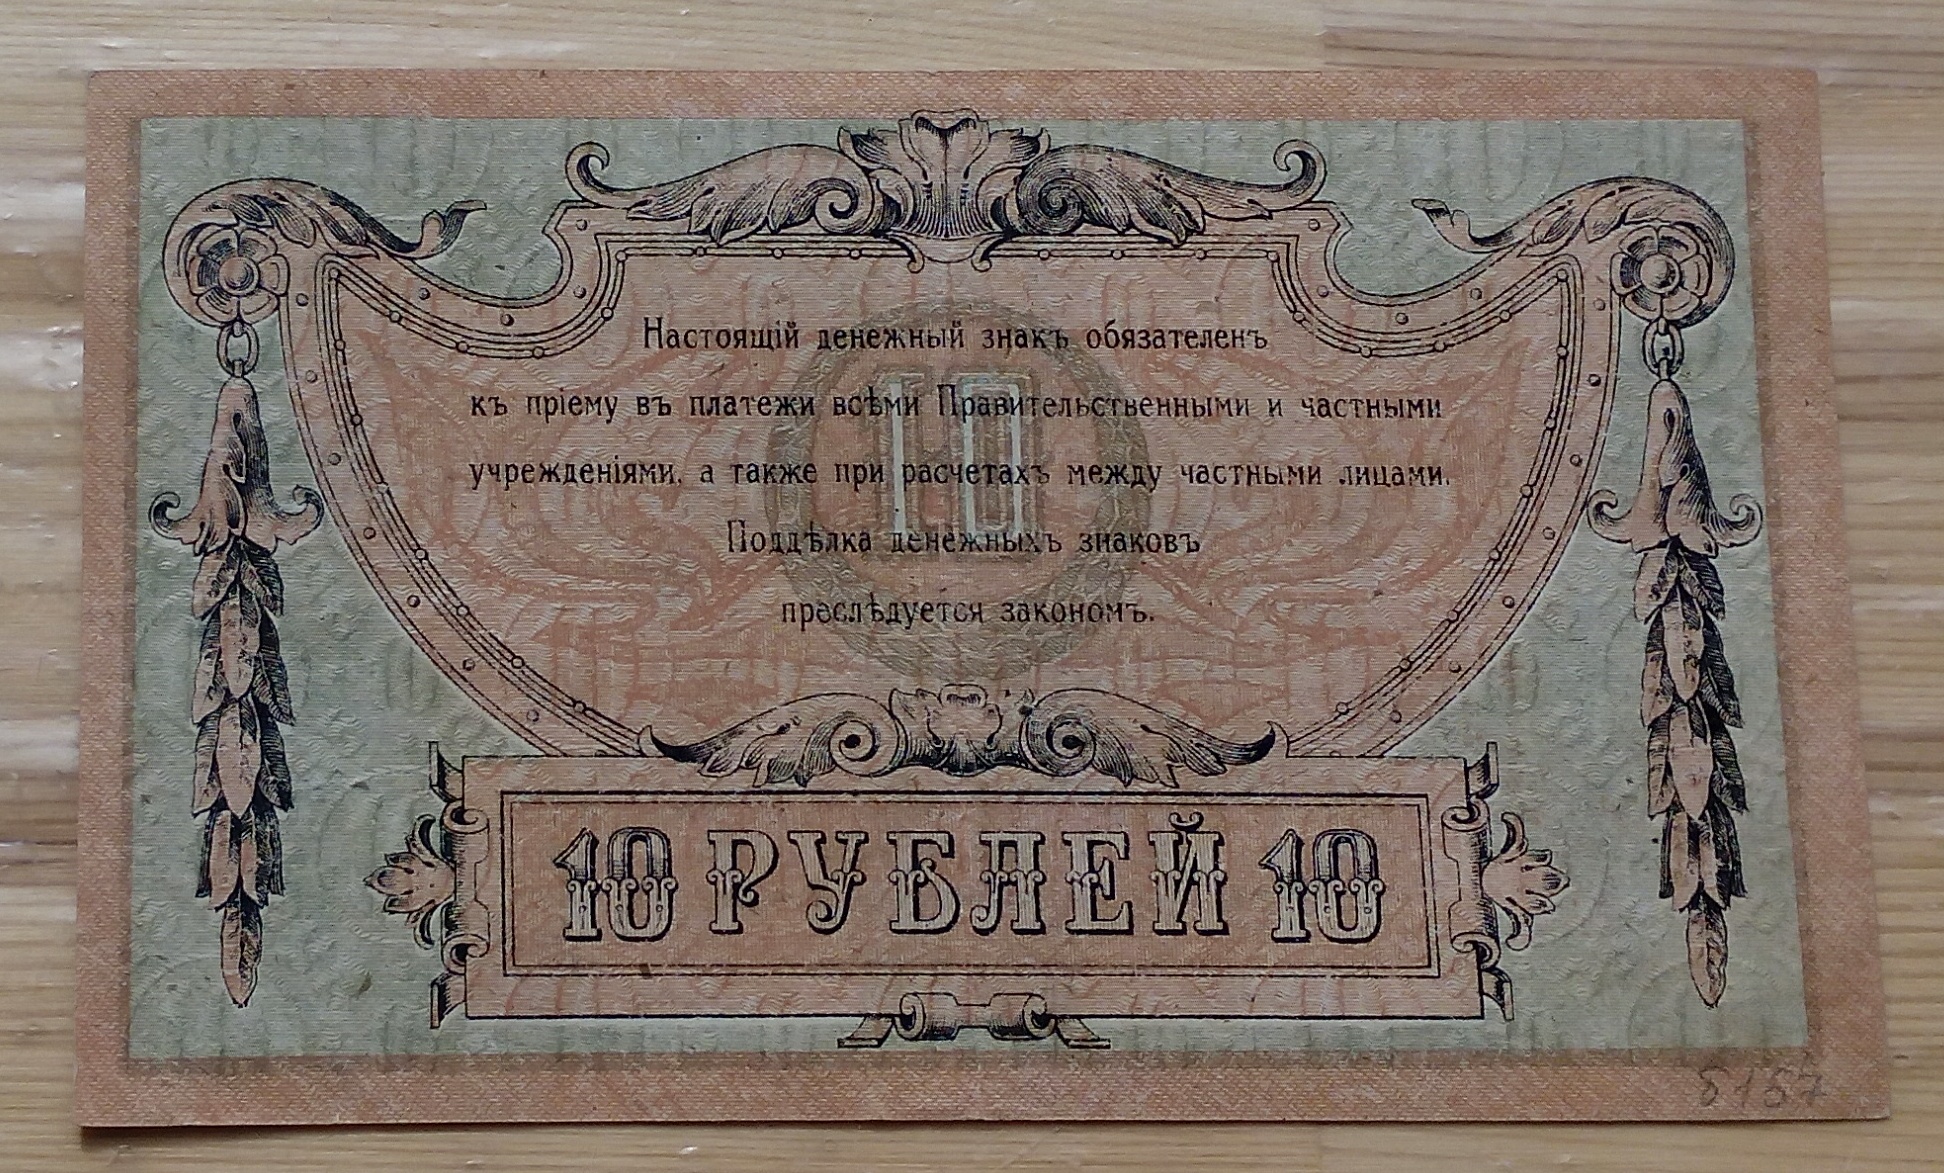 Настоящій денежный знакъ обязателенъ
къ пріему въ платежи всѣми Правительственными и частными
учрежденіями, а также при расчетахъ между частными лицами.
Поддѣлка денежныхъ знаковъ
преслѣдуется закономъ.
10
10 РУБЛЕЙ 10
5157